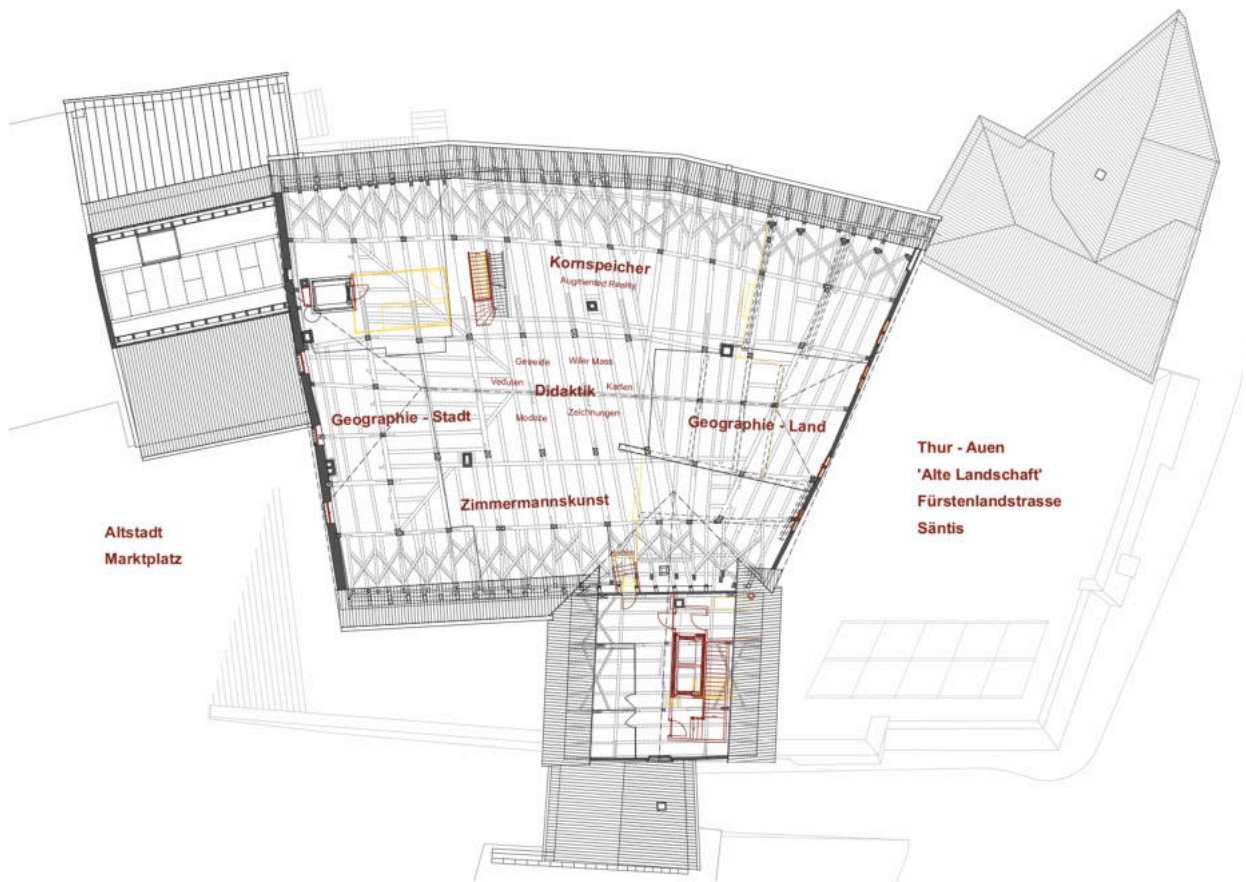 Kornspeicher
Augmented Reality
Getreide
Wiler Mass
Veduten
Didaktik
Karten
Geographie - Stadt
Modelle
Zeichnungen
Geographie - Land
Zimmermannskunst
Altstadt
Marktplatz
Thur - Auen
'Alte Landschaft'
Fürstenlandstrasse
Säntis